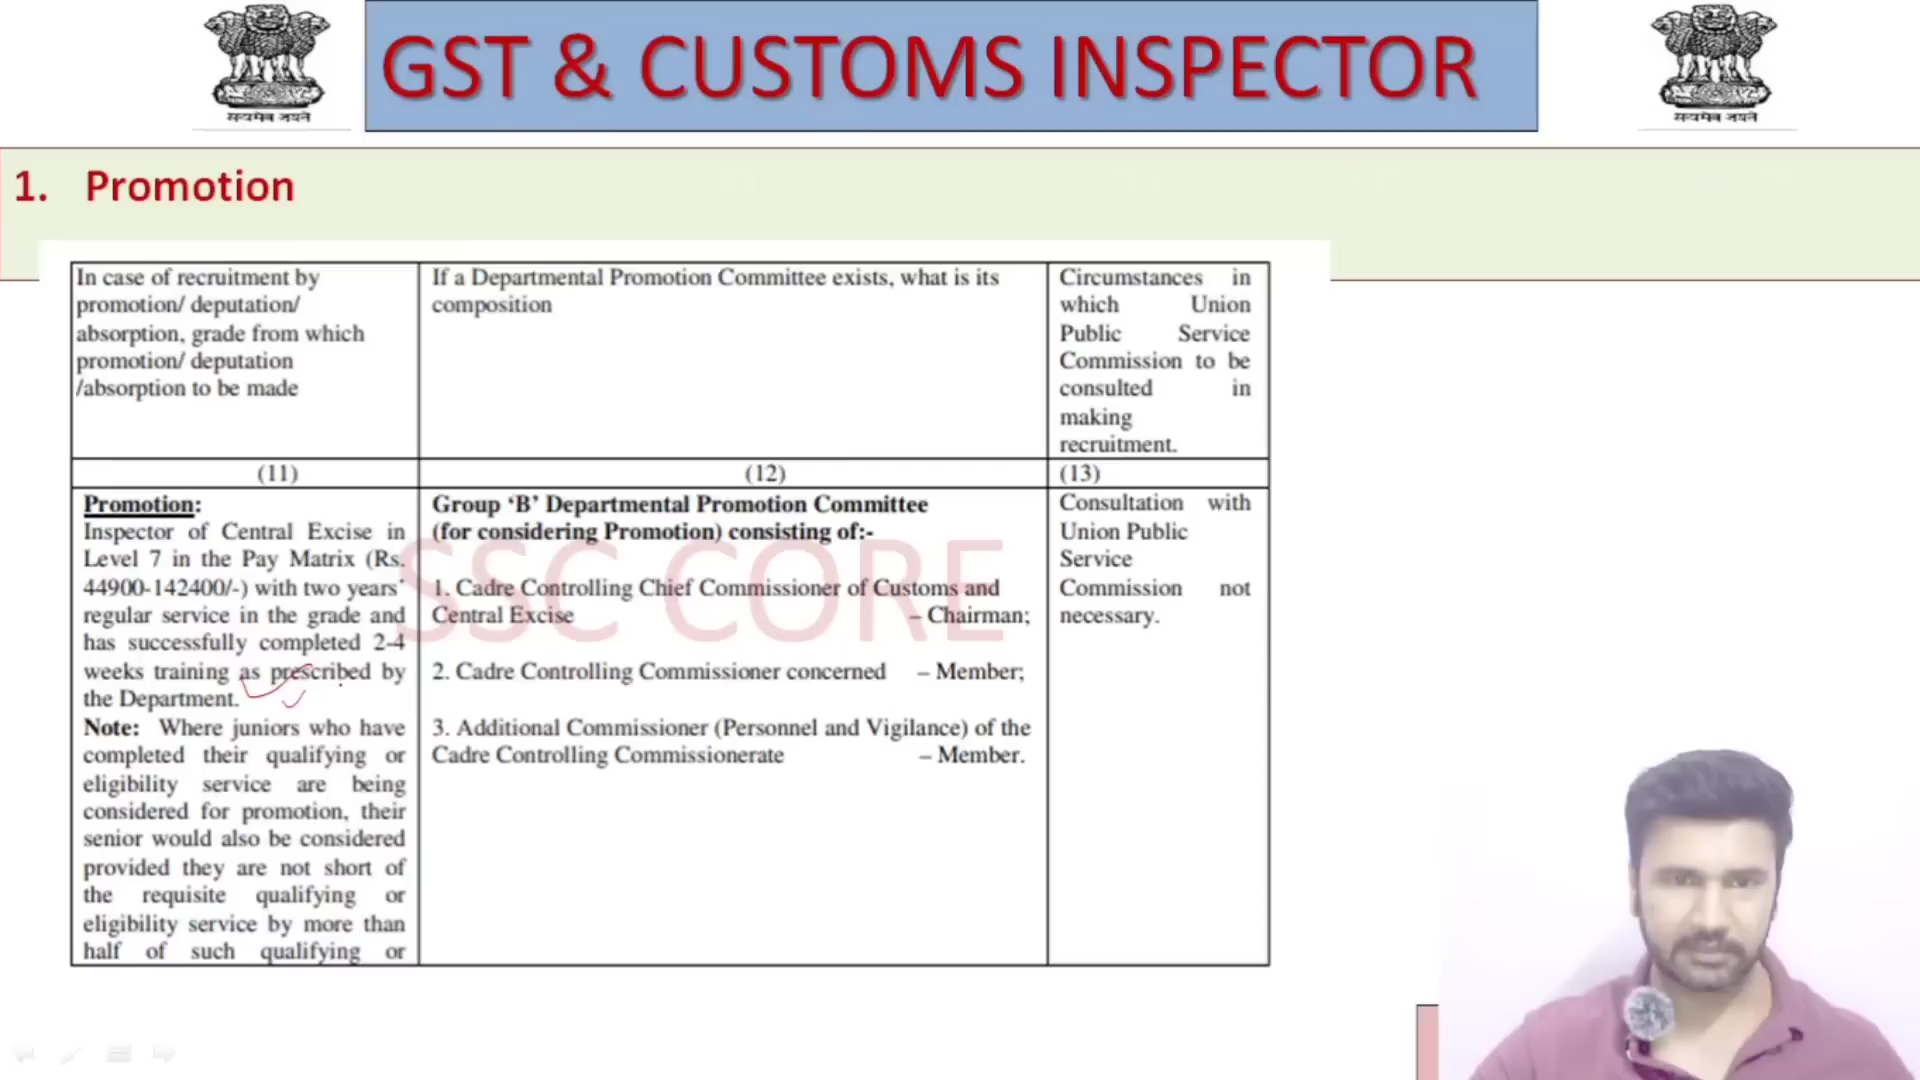 सत्यमेव जयते
GST & CUSTOMS INSPECTOR
सत्यमेव जयते
1. Promotion
In case of recruitment by
promotion/ deputation/
absorption, grade from which
promotion/ deputation
/absorption to be made
If a Departmental Promotion Committee exists, what is its
composition
Circumstances in
which Union
Public Service
Commission to be
consulted in
making
recruitment.
(11)
(12)
(13)
Promotion:
Inspector of Central Excise in
Level 7 in the Pay Matrix (Rs.
44900-142400/-) with two years'
regular service in the grade and
has successfully completed 2-4
weeks training as prescribed by
the Department.
Note: Where juniors who have
completed their qualifying or
eligibility service are being
considered for promotion, their
senior would also be considered
provided they are not short of
the requisite qualifying or
eligibility service by more than
half of such qualifying or
Group ‘B’ Departmental Promotion Committee
(for considering Promotion) consisting of:-
1. Cadre Controlling Chief Commissioner of Customs and
Central Excise – Chairman;
2. Cadre Controlling Commissioner concerned – Member;
3. Additional Commissioner (Personnel and Vigilance) of the
Cadre Controlling Commissionerate – Member.
Consultation with
Union Public
Service
Commission not
necessary.
SSC CORE